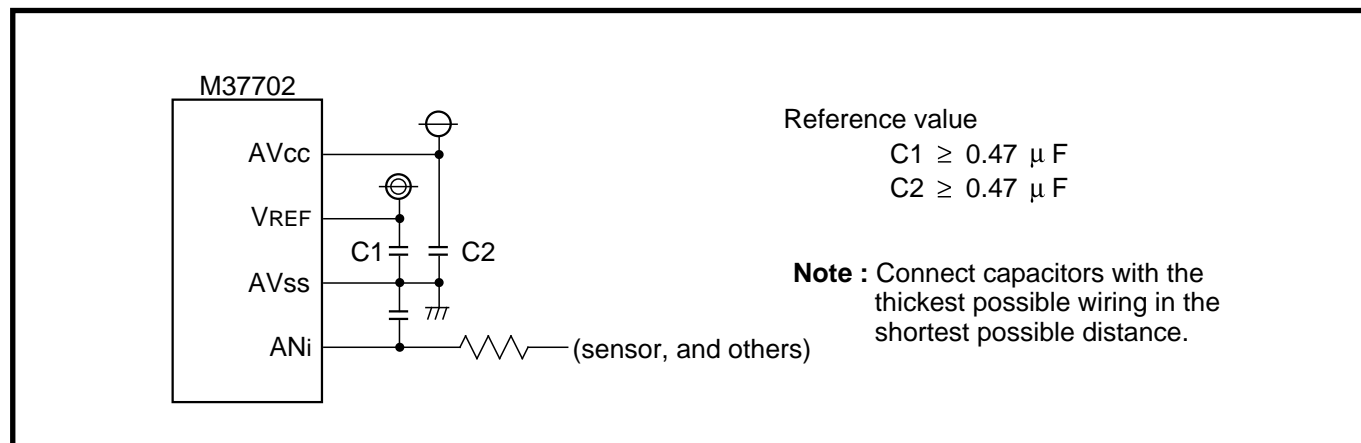 M37702
AVcc
VREF
C1
C2
AVss
ANi
(sensor, and others)
Reference value
C1 ≥ 0.47 μ F
C2 ≥ 0.47 μ F
Note : Connect capacitors with the
thickest possible wiring in the
shortest possible distance.